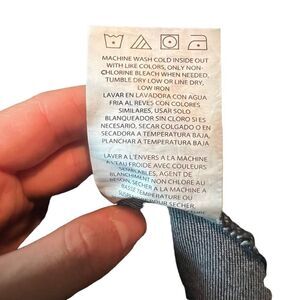 MACHINE WASH COLD INSIDE OUT
WITH LIKE COLORS, ONLY NON-
CHLORINE BLEACH WHEN NEEDED,
TUMBLE DRY LOW OR LINE DRY,
LOW IRON
LAVAR EN LAVADORA CON AGUA
FRIA AL REVES CON COLORES
SIMILARES, USAR SOLO
BLANQUEADOR SIN CLORO SI ES
NECESARIO, SECAR COLGADO O EN
SECADORA A TEMPERATURA BAJA,
PLANCHAR A TEMPERATURA BAJA
LAVER A L'ENVERS A LA MACHINE
EAU FROIDE AVEC COULEURS
SEMBLABLES, AGENT DE
BLANCHIMENT NON CHLORE AU
BESOIN, SECHER A LA MACHINE A
BASSE TEMPERATURE OU
SUSPENDRE POUR SECHER,